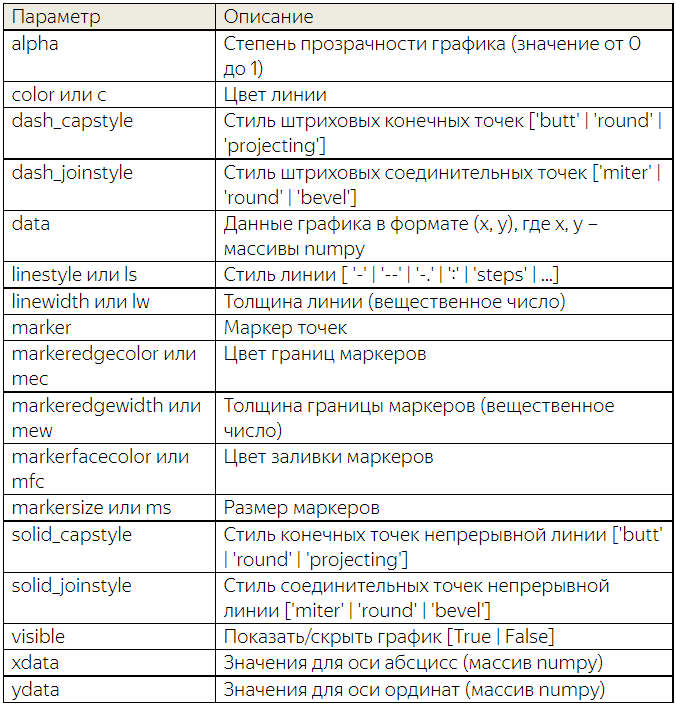 Параметр Описание
alpha Степень прозрачности графика (значение от 0
до 1)
color или c Цвет линии
dash_capstyle Стиль штриховых конечных точек ['butt' | 'round' |
'projecting']
dash_joinstyle Стиль штриховых соединительных точек ['miter' |
'round' | 'bevel']
data Данные графика в формате (x, y), где x, y –
массивы numpy
linestyle или ls Стиль линии [ '-' | '--' | '-.' | ':' | 'steps' | ...]
linewidth или lw Толщина линии (вещественное число)
marker Маркер точек
markeredgecolor или Цвет границ маркеров
mec
markeredgewidth или Толщина границы маркеров (вещественное
mew число)
markerfacecolor или Цвет заливки маркеров
mfc
markersize или ms Размер маркеров
solid_capstyle Стиль конечных точек непрерывной линии ['butt'
| 'round' | 'projecting']
solid_joinstyle Стиль соединительных точек непрерывной
линии ['miter' | 'round' | 'bevel']
visible Показать/скрыть график [True | False]
xdata Значения для оси абсцисс (массив numpy)
ydata Значения для оси ординат (массив numpy)